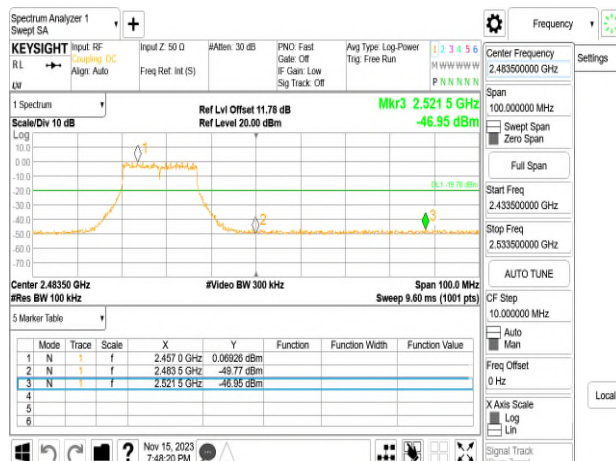 Spectrum Analyzer 1
Swept SA
Frequency
KEYSIGHT
Input: RF
Coupling: DC
Align: Auto
Input Z: 50 Ω
Freq Ref: Int (S)
#Atten: 30 dB
PNO: Fast
Gate: Off
IF Gain: Low
Sig Track: Off
Avg Type: Log-Power
Trig: Free Run
1 2 3 4 5 6
M W W W W W
P N N N N N
RL
LXI
Center Frequency
2.483500000 GHz
Settings
Span
100.000000 MHz
Swept Span
Zero Span
Full Span
Start Freq
2.433500000 GHz
Stop Freq
2.533500000 GHz
AUTO TUNE
CF Step
10.000000 MHz
Auto
Man
Freq Offset
0 Hz
X Axis Scale
Log
Lin
Signal Track
Local
1 Spectrum
Scale/Div 10 dB
Ref Lvl Offset 11.78 dB
Ref Level 20.00 dBm
Mkr3 2.521 5 GHz
-46.95 dBm
Log
10.0
0.00
-10.0
-20.0
-30.0
-40.0
-50.0
-60.0
-70.0
1
2
3
DL1 -19.78 dBm
Center 2.48350 GHz
#Video BW 300 kHz
Span 100.0 MHz
#Res BW 100 kHz
Sweep 9.60 ms (1001 pts)
5 Marker Table
Mode Trace Scale X Y Function Function Width Function Value
1 N 1 f 2.457 0 GHz 0.06926 dBm
2 N 1 f 2.483 5 GHz -49.77 dBm
3 N 1 f 2.521 5 GHz -46.95 dBm
4
5
6
Nov 15, 2023
7:48:20 PM